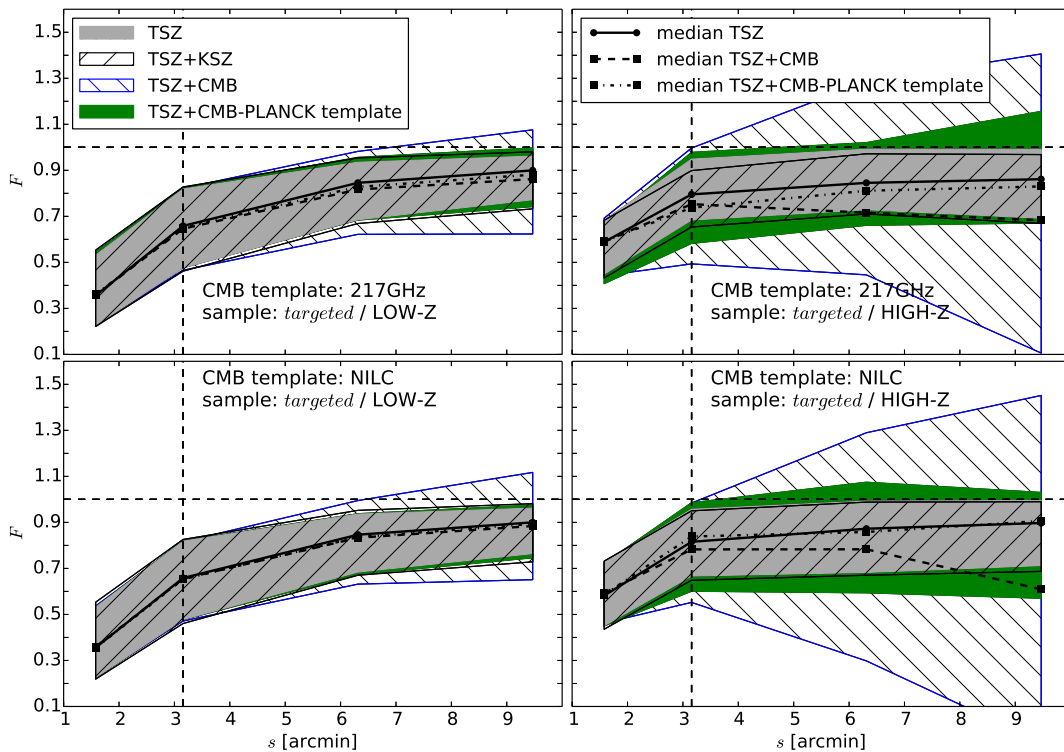 1.5
1.3
1.1
0.9
0.7
0.5
0.3
0.1
F
TSZ
TSZ+KSZ
TSZ+CMB
TSZ+CMB-PLANCK template
CMB template: 217GHz
sample: targeted / LOW-Z
median TSZ
median TSZ+CMB
median TSZ+CMB-PLANCK template
CMB template: 217GHz
sample: targeted / HIGH-Z
1.5
1.3
1.1
0.9
0.7
0.5
0.3
0.1
F
CMB template: NILC
sample: targeted / LOW-Z
CMB template: NILC
sample: targeted / HIGH-Z
1 2 3 4 5 6 7 8 9
s [arcmin]
2 3 4 5 6 7 8 9
s [arcmin]